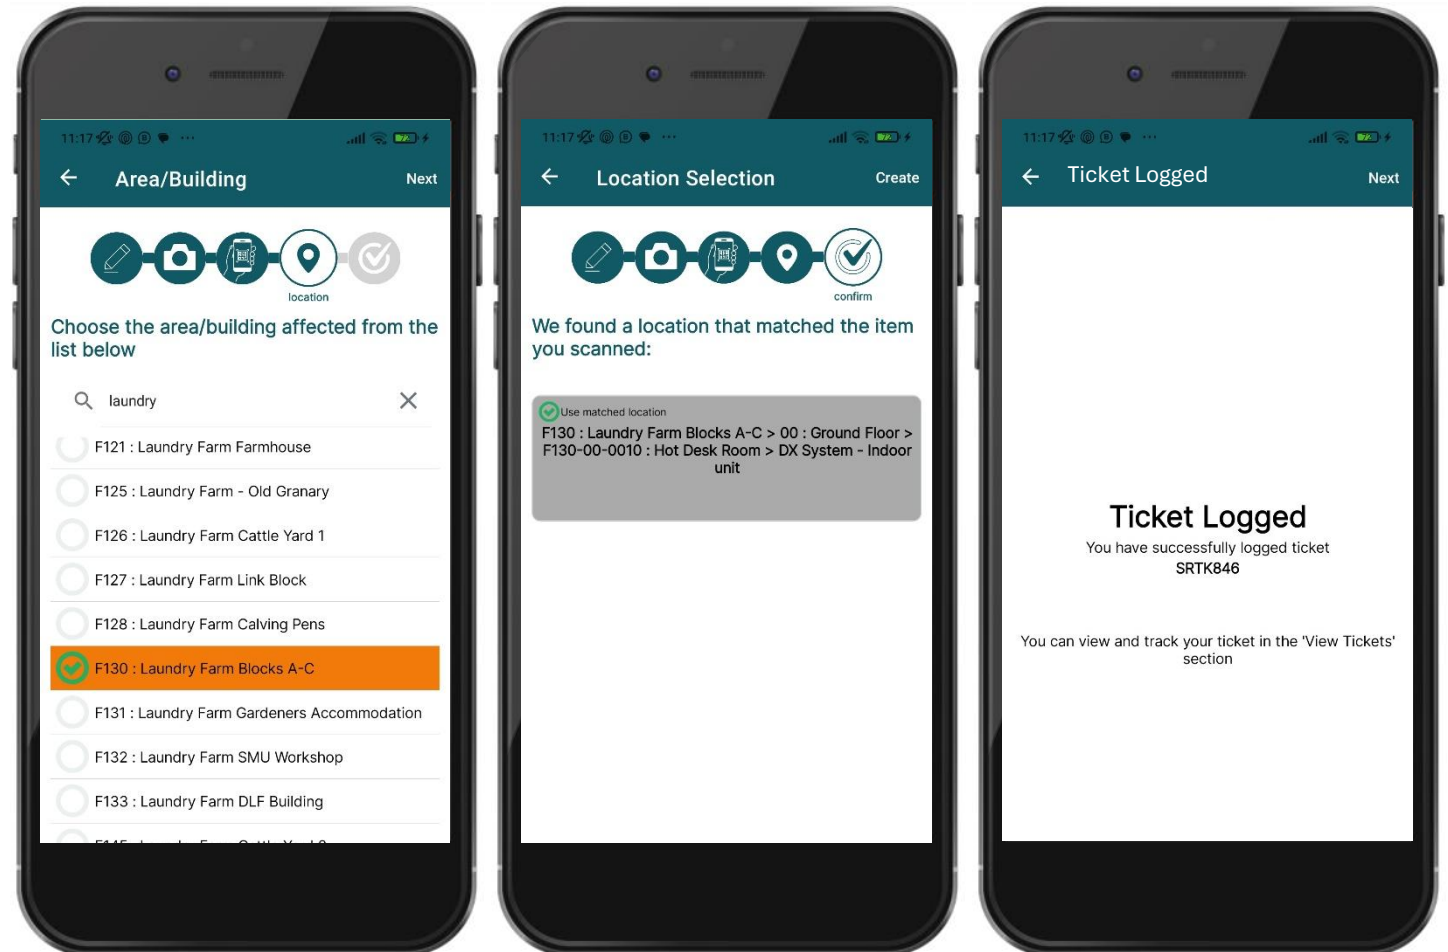 11:17
72
Area/Building
Next
location
Choose the area/building affected from the
list below
laundry
F121 : Laundry Farm Farmhouse
F125 : Laundry Farm - Old Granary
F126 : Laundry Farm Cattle Yard 1
F127 : Laundry Farm Link Block
F128 : Laundry Farm Calving Pens
F130 : Laundry Farm Blocks A-C
F131 : Laundry Farm Gardeners Accommodation
F132 : Laundry Farm SMU Workshop
F133 : Laundry Farm DLF Building
11:17
72
Location Selection
Create
confirm
We found a location that matched the item
you scanned:
Use matched location
F130 : Laundry Farm Blocks A-C > 00 : Ground Floor >
F130-00-0010 : Hot Desk Room > DX System - Indoor
unit
11:17
72
Ticket Logged
Next
Ticket Logged
You have successfully logged ticket
SRTK846
You can view and track your ticket in the 'View Tickets'
section